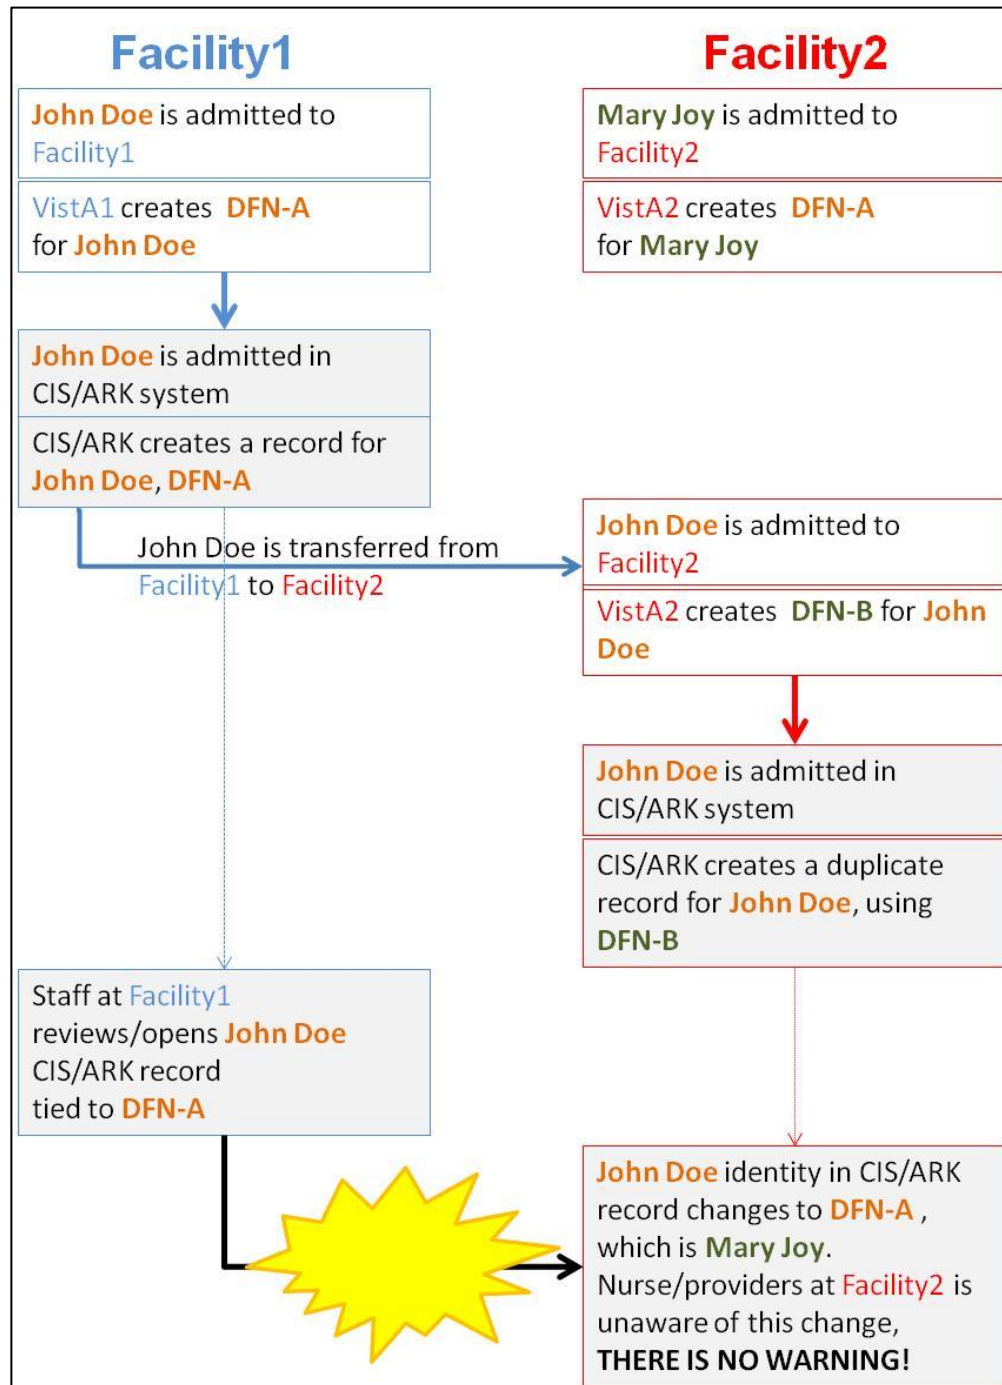 Facility1
Facility2
John Doe is admitted to
Facility1
VistA1 creates DFN-A
for John Doe
Mary Joy is admitted to
Facility2
VistA2 creates DFN-A
for Mary Joy
John Doe is admitted in
CIS/ARK system
CIS/ARK creates a record for
John Doe, DFN-A
John Doe is transferred from
Facility1 to Facility2
John Doe is admitted to
Facility2
VistA2 creates DFN-B for John
Doe
John Doe is admitted in
CIS/ARK system
CIS/ARK creates a duplicate
record for John Doe, using
DFN-B
Staff at Facility1
reviews/opens John Doe
CIS/ARK record
tied to DFN-A
John Doe identity in CIS/ARK
record changes to DFN-A ,
which is Mary Joy.
Nurse/providers at Facility2 is
unaware of this change,
THERE IS NO WARNING!